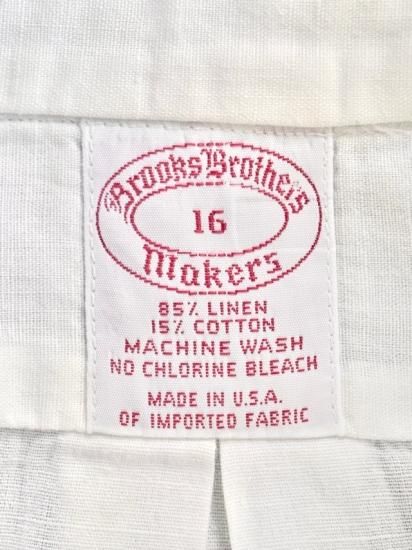 Brooks Brothers
16
Makers
85% LINEN
15% COTTON
MACHINE WASH
NO CHLORINE BLEACH
MADE IN U.S.A.
OF IMPORTED FABRIC